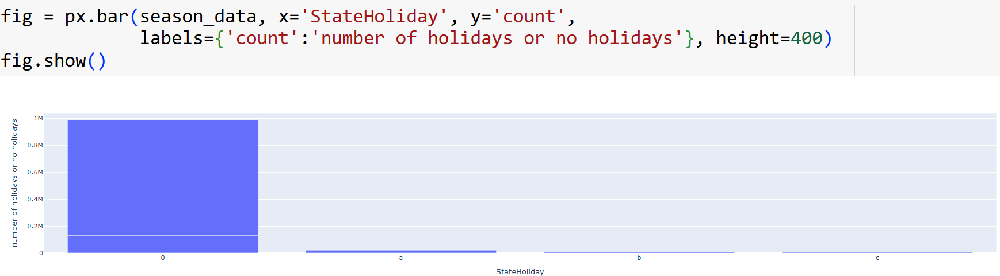 fig = px.bar(season_data, x='StateHoliday', y='count',
labels={'count':'number of holidays or no holidays'}, height=400)
fig.show()
number of holidays or no holidays
1M
0.8M
0.6M
0.4M
0.2M
0
0 a b c
StateHoliday